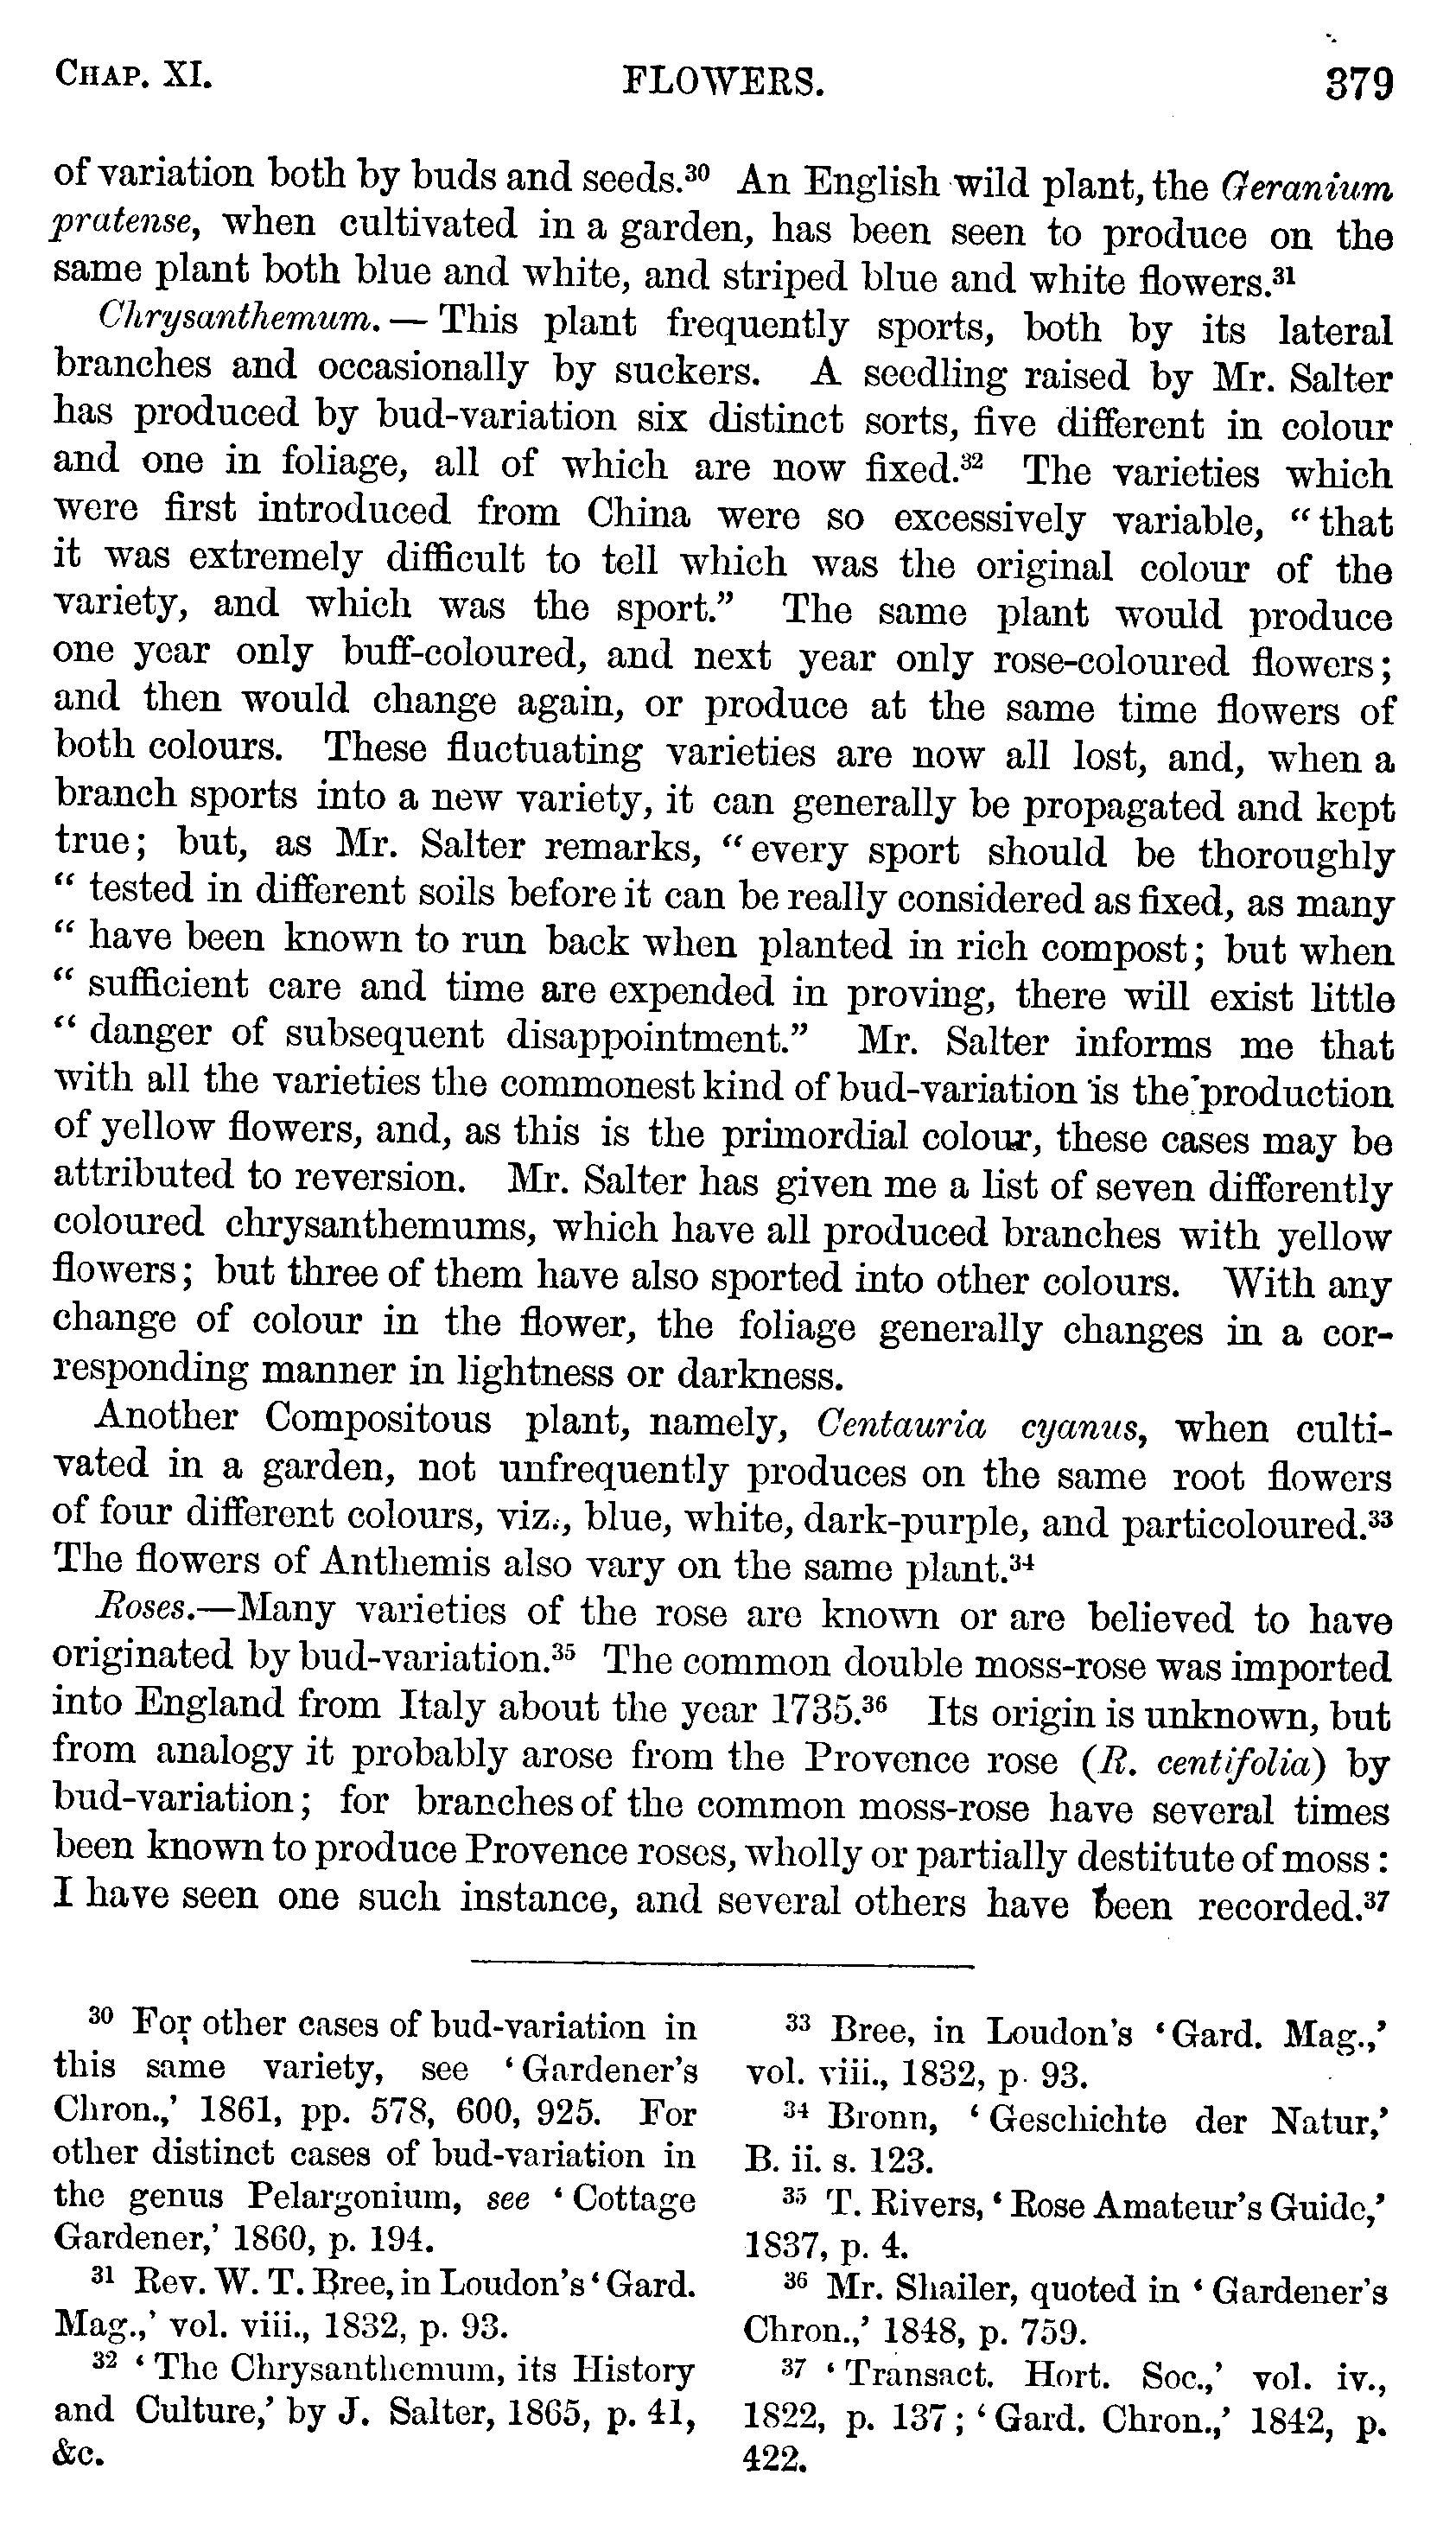 CHAP. XI. FLOWERS. 379
of variation both by buds and seeds.³⁰ An English wild plant, the Geranium
pratense, when cultivated in a garden, has been seen to produce on the
same plant both blue and white, and striped blue and white flowers.³¹
Chrysanthemum. — This plant frequently sports, both by its lateral
branches and occasionally by suckers. A seedling raised by Mr. Salter
has produced by bud-variation six distinct sorts, five different in colour
and one in foliage, all of which are now fixed.³² The varieties which
were first introduced from China were so excessively variable, “that
it was extremely difficult to tell which was the original colour of the
variety, and which was the sport.” The same plant would produce
one year only buff-coloured, and next year only rose-coloured flowers;
and then would change again, or produce at the same time flowers of
both colours. These fluctuating varieties are now all lost, and, when a
branch sports into a new variety, it can generally be propagated and kept
true; but, as Mr. Salter remarks, “every sport should be thoroughly
“ tested in different soils before it can be really considered as fixed, as many
“ have been known to run back when planted in rich compost; but when
“ sufficient care and time are expended in proving, there will exist little
“ danger of subsequent disappointment.” Mr. Salter informs me that
with all the varieties the commonest kind of bud-variation is the production
of yellow flowers, and, as this is the primordial colour, these cases may be
attributed to reversion. Mr. Salter has given me a list of seven differently
coloured chrysanthemums, which have all produced branches with yellow
flowers; but three of them have also sported into other colours. With any
change of colour in the flower, the foliage generally changes in a cor-
responding manner in lightness or darkness.
Another Compositous plant, namely, Centauria cyanus, when culti-
vated in a garden, not unfrequently produces on the same root flowers
of four different colours, viz., blue, white, dark-purple, and particoloured.³³
The flowers of Anthemis also vary on the same plant.³⁴
Roses.—Many varieties of the rose are known or are believed to have
originated by bud-variation.³⁵ The common double moss-rose was imported
into England from Italy about the year 1735.³⁶ Its origin is unknown, but
from analogy it probably arose from the Provence rose (R. centifolia) by
bud-variation; for branches of the common moss-rose have several times
been known to produce Provence roses, wholly or partially destitute of moss:
I have seen one such instance, and several others have been recorded.³⁷
³⁰ For other cases of bud-variation in
this same variety, see ‘Gardener’s
Chron.,’ 1861, pp. 578, 600, 925. For
other distinct cases of bud-variation in
the genus Pelargonium, see ‘Cottage
Gardener,’ 1860, p. 194.
³¹ Rev. W. T. Bree, in Loudon’s ‘Gard.
Mag.,’ vol. viii., 1832, p. 93.
³² ‘The Chrysanthemum, its History
and Culture,’ by J. Salter, 1865, p. 41,
&c.
³³ Bree, in Loudon’s ‘Gard. Mag.,’
vol. viii., 1832, p. 93.
³⁴ Bronn, ‘Geschichte der Natur,’
B. ii. s. 123.
³⁵ T. Rivers, ‘Rose Amateur’s Guide,’
1837, p. 4.
³⁶ Mr. Shailer, quoted in ‘Gardener’s
Chron.,’ 1848, p. 759.
³⁷ ‘Transact. Hort. Soc.,’ vol. iv.,
1822, p. 137; ‘Gard. Chron.,’ 1842, p.
422.